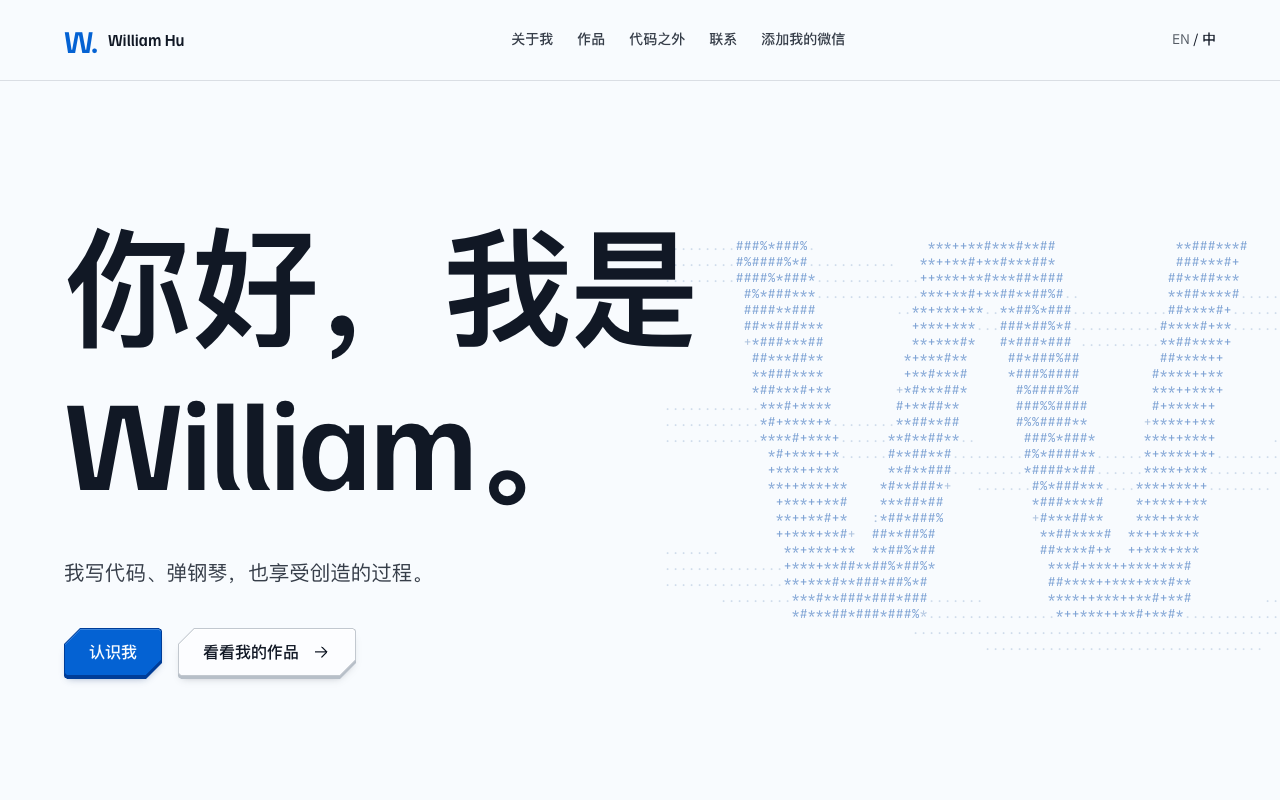 W. William Hu
关于我 作品 代码之外 联系 添加我的微信
EN / 中
你好，我是
William。
我写代码、弹钢琴，也享受创造的过程。
认识我
看看我的作品 →